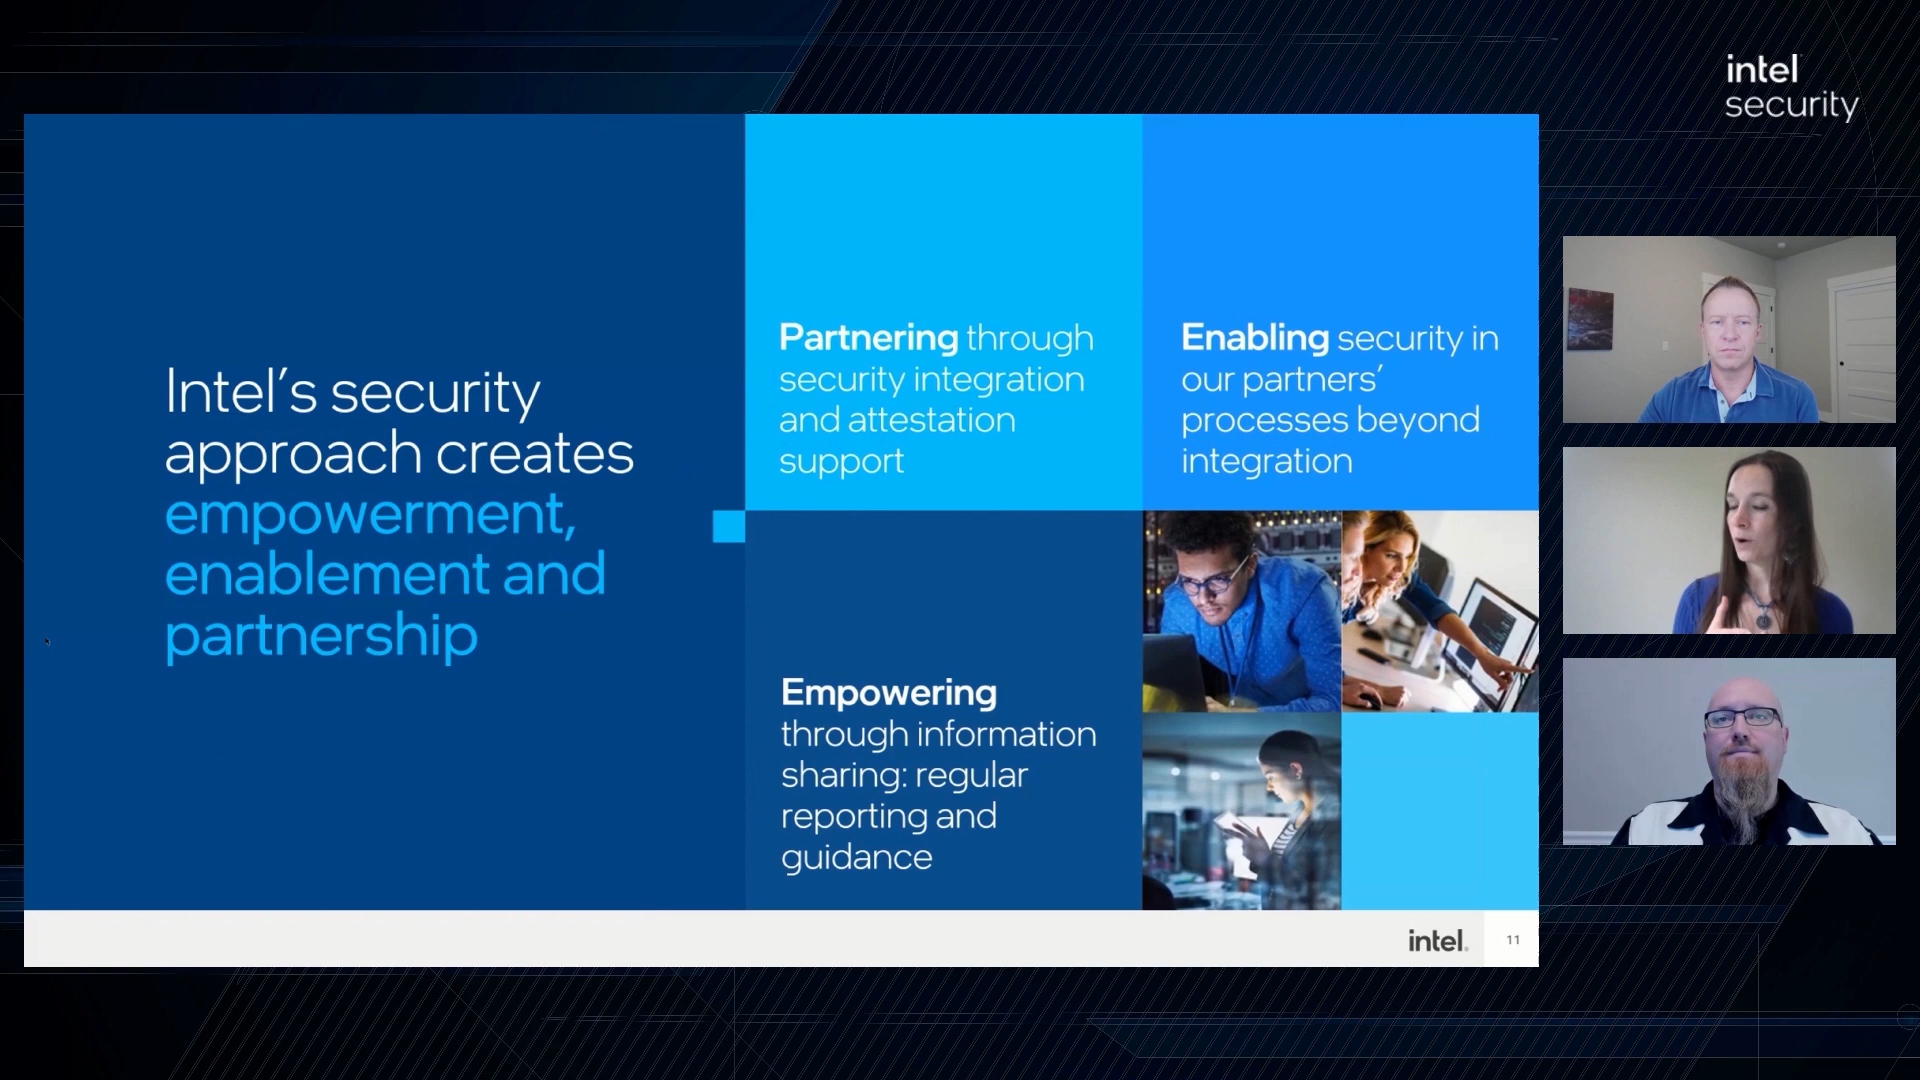 intel
security
Intel's security
approach creates
empowerment,
enablement and
partnership
Partnering through
security integration
and attestation
support
Enabling security in
our partners'
processes beyond
integration
Empowering
through information
sharing: regular
reporting and
guidance
intel.
11